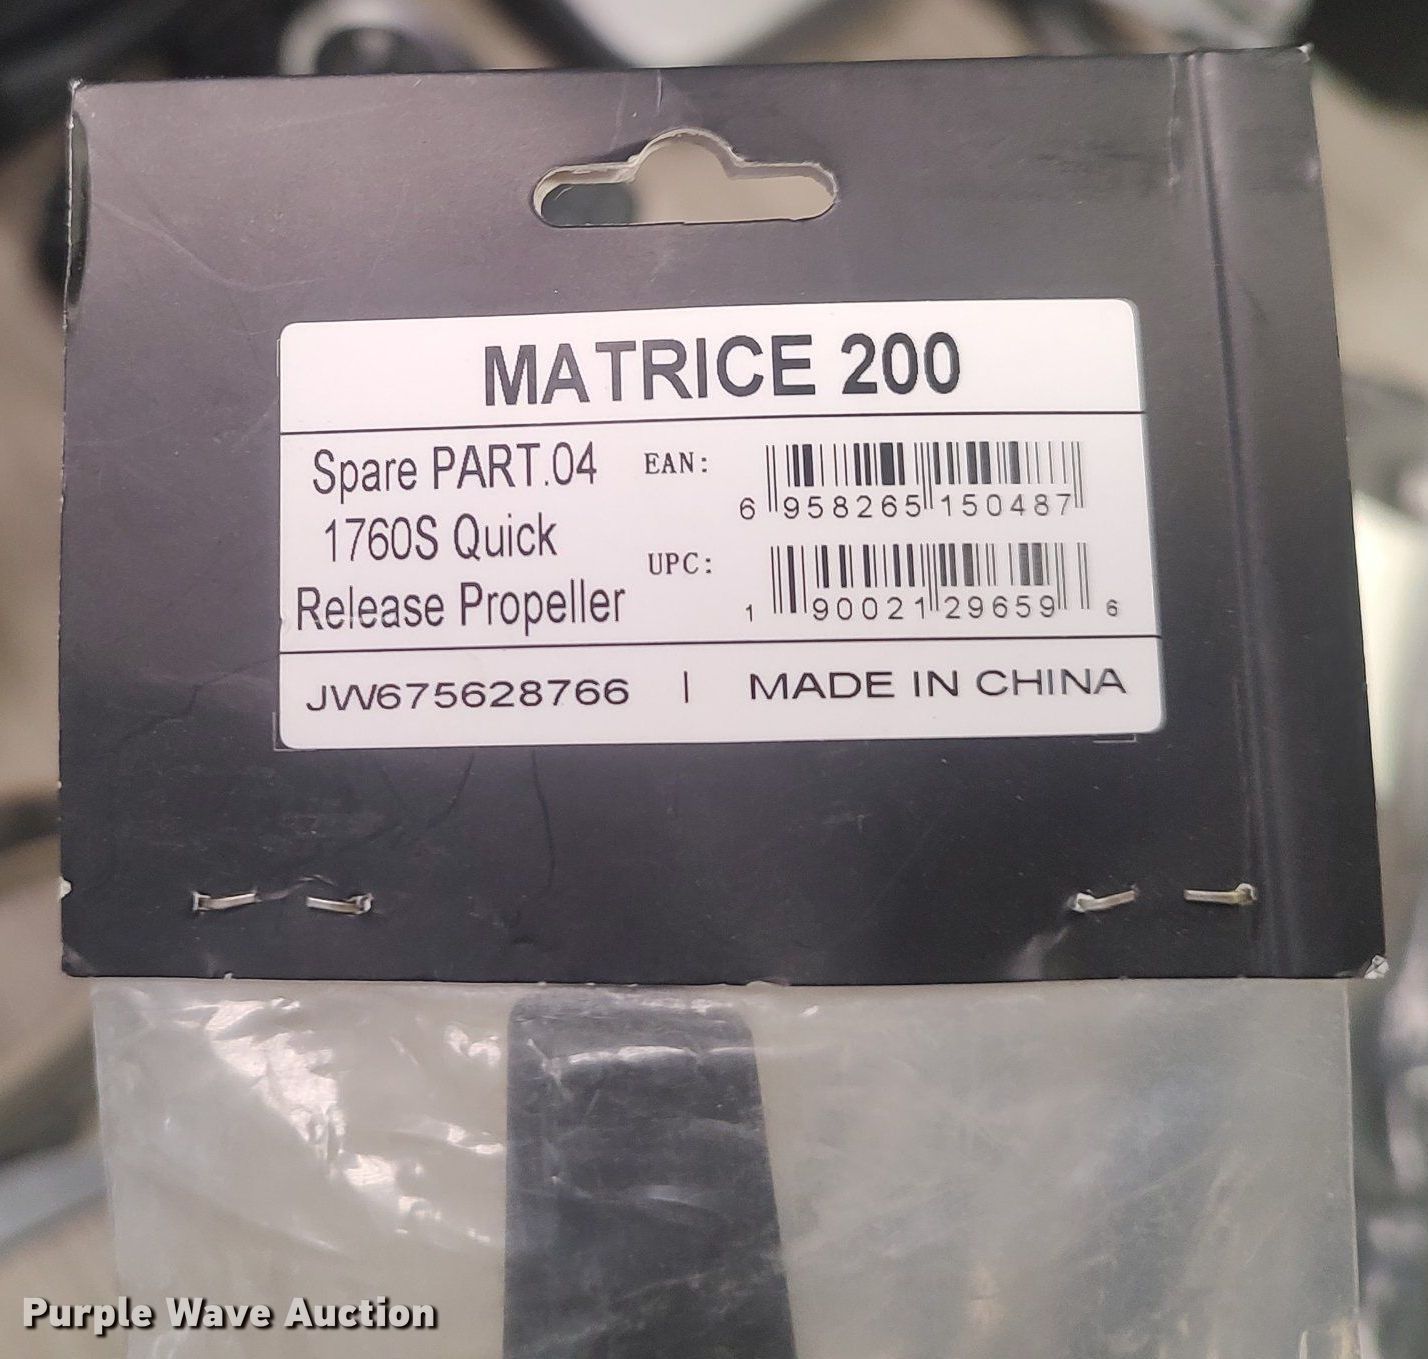 MATRICE 200
Spare PART.04
1760S Quick
Release Propeller
EAN:
6 958265 150487
UPC:
1 90021 29659 6
JW675628766 | MADE IN CHINA
Purple Wave Auction